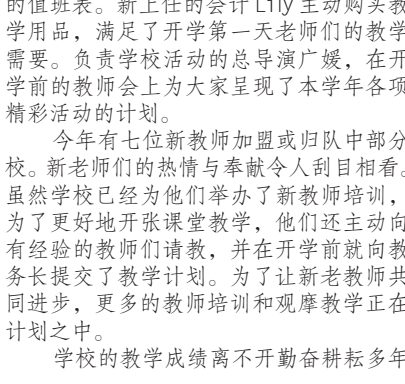 的值班表。新上任的会计 Lily 主动购买教
学用品，满足了开学第一天老师们的教学
需要。负责学校活动的总导演广媛，在开
学前的教师会上为大家呈现了本学年各项
精彩活动的计划。
今年有七位新教师加盟或归队中部分
校。新老师们的热情与奉献令人刮目相看。
虽然学校已经为他们举办了新教师培训，
为了更好地开张课堂教学，他们还主动向
有经验的教师们请教，并在开学前就向教
务长提交了教学计划。为了让新老教师共
同进步，更多的教师培训和观摩教学正在
计划之中。
学校的教学成绩离不开勤奋耕耘多年